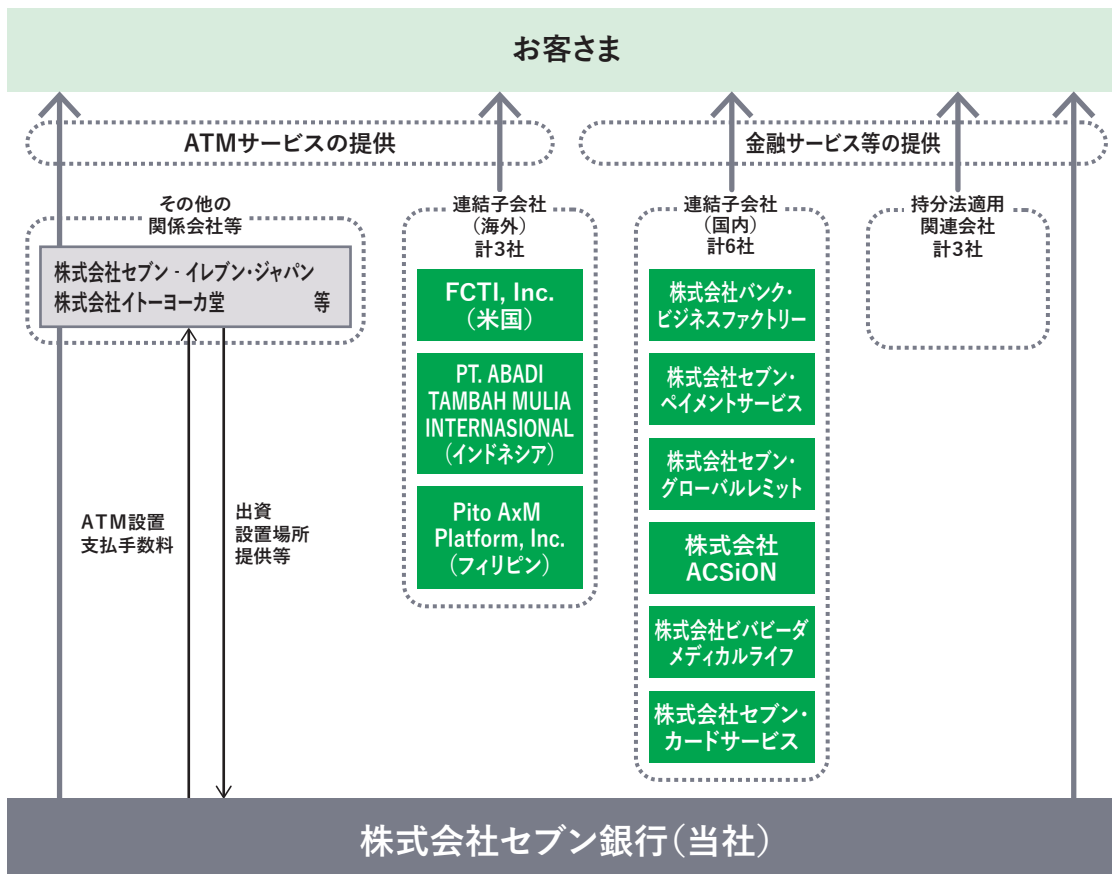 お客さま
ATMサービスの提供
金融サービス等の提供
その他の
関係会社等
株式会社セブン‐イレブン・ジャパン
株式会社イトーヨーカ堂 等
ATM設置
支払手数料
出資
設置場所
提供等
連結子会社
(海外)
計3社
FCTI, Inc.
(米国)
PT. ABADI
TAMBAH MULIA
INTERNASIONAL
(インドネシア)
Pito AxM
Platform, Inc.
(フィリピン)
連結子会社
(国内)
計6社
株式会社バンク・
ビジネスファクトリー
株式会社セブン・
ペイメントサービス
株式会社セブン・
グローバルレミット
株式会社
ACSiON
株式会社ビバビーダ
メディカルライフ
株式会社セブン・
カードサービス
持分法適用
関連会社
計3社
株式会社セブン銀行(当社)